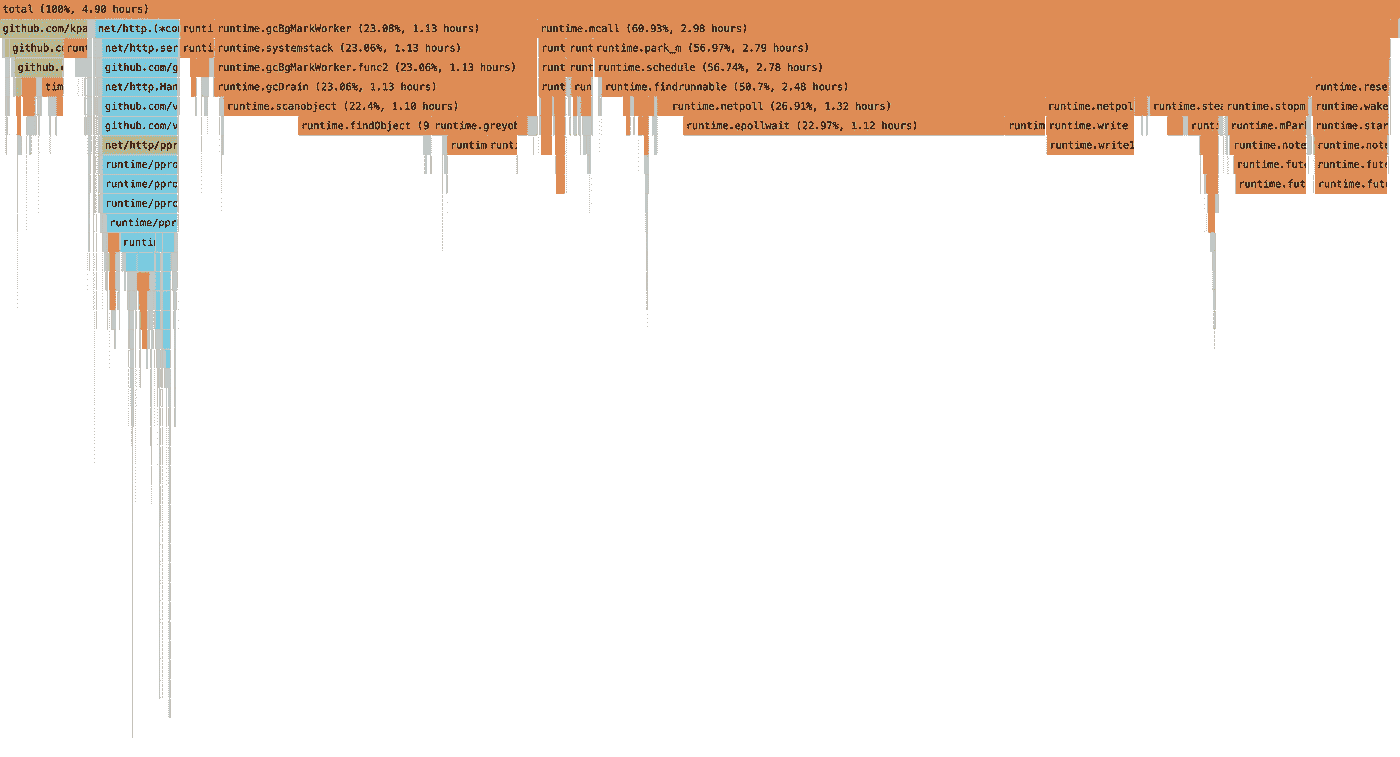 total (100%, 4.90 hours)
github.com/kpa net/http.(*co runti runtime.gcBgMarkWorker (23.08%, 1.13 hours) runtime.mcall (60.93%, 2.98 hours)
github.c runt net/http.ser runti runtime.systemstack (23.06%, 1.13 hours) runt runt runtime.park_m (56.97%, 2.79 hours)
github. github.com/g runtime.gcBgMarkWorker.func2 (23.06%, 1.13 hours) runt runt runtime.schedule (56.74%, 2.78 hours)
tim net/http.Han runtime.gcDrain (23.06%, 1.13 hours) runt run runtime.findrunnable (50.7%, 2.48 hours) runtime.rese
github.com/v runtime.scanobject (22.4%, 1.10 hours) runtime.netpoll (26.91%, 1.32 hours) runtime.netpol runtime.ste runtime.stopm runtime.wake
github.com/v runtime.findObject (9 runtime.greyob runtime.epollwait (22.97%, 1.12 hours) runtim runtime.write runti runtime.mPar runtime.star
net/http/ppr runtim runt runtime.write1 runtime.note runtime.not
runtime/ppro runtime.fut runtime.fut
runtime/ppro runtime.fut runtime.fut
runtime/ppro
runtime/ppr
runti